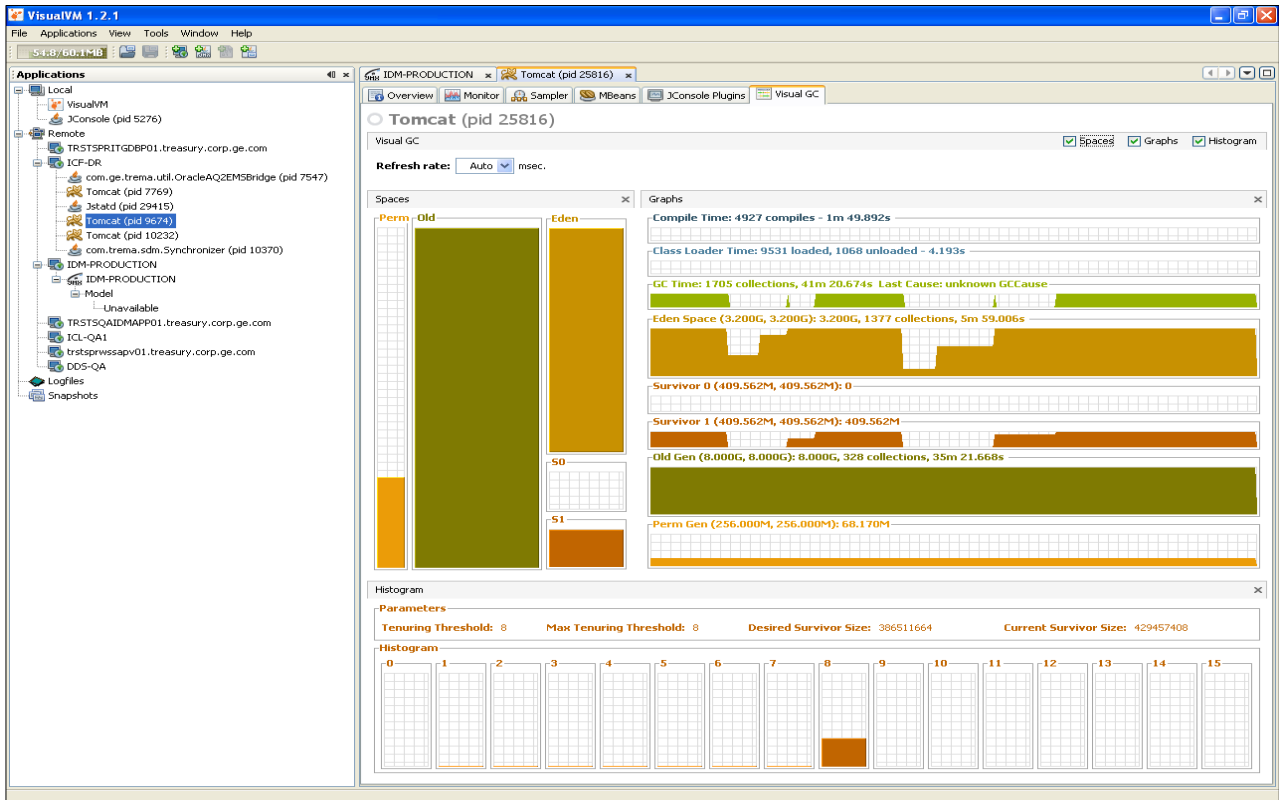 VisualVM 1.2.1
File Applications View Tools Window Help
54.8/60.1MB
Applications
Local
VisualVM
JConsole (pid 5276)
Remote
TRSTSPRITGDBP01.treasury.corp.ge.com
ICF-DR
com.ge.trema.util.OracleAQ2EMSBridge (pid 7547)
Tomcat (pid 7769)
Jstatd (pid 29415)
Tomcat (pid 9674)
Tomcat (pid 10232)
com.trema.sdm.Synchronizer (pid 10370)
IDM-PRODUCTION
IDM-PRODUCTION
Model
Unavailable
TRSTSQAIDMAPP01.treasury.corp.ge.com
ICL-QA1
trstsprwssapv01.treasury.corp.ge.com
DDS-QA
Logfiles
Snapshots
IDM-PRODUCTION Tomcat (pid 25816)
Overview Monitor Sampler MBeans JConsole Plugins Visual GC
Tomcat (pid 25816)
Visual GC Spaces Graphs Histogram
Refresh rate: Auto msec.
Spaces
Perm Old Eden
S0
S1
Graphs
Compile Time: 4927 compiles - 1m 49.892s
Class Loader Time: 9531 loaded, 1068 unloaded - 4.193s
GC Time: 1705 collections, 41m 20.674s Last Cause: unknown GCCause
Eden Space (3.200G, 3.200G): 3.200G, 1377 collections, 5m 59.006s
Survivor 0 (409.562M, 409.562M): 0
Survivor 1 (409.562M, 409.562M): 409.562M
Old Gen (8.000G, 8.000G): 8.000G, 328 collections, 35m 21.668s
Perm Gen (256.000M, 256.000M): 68.170M
Histogram
Parameters
Tenuring Threshold: 8 Max Tenuring Threshold: 8 Desired Survivor Size: 386511664 Current Survivor Size: 429457408
Histogram
0 1 2 3 4 5 6 7 8 9 10 11 12 13 14 15